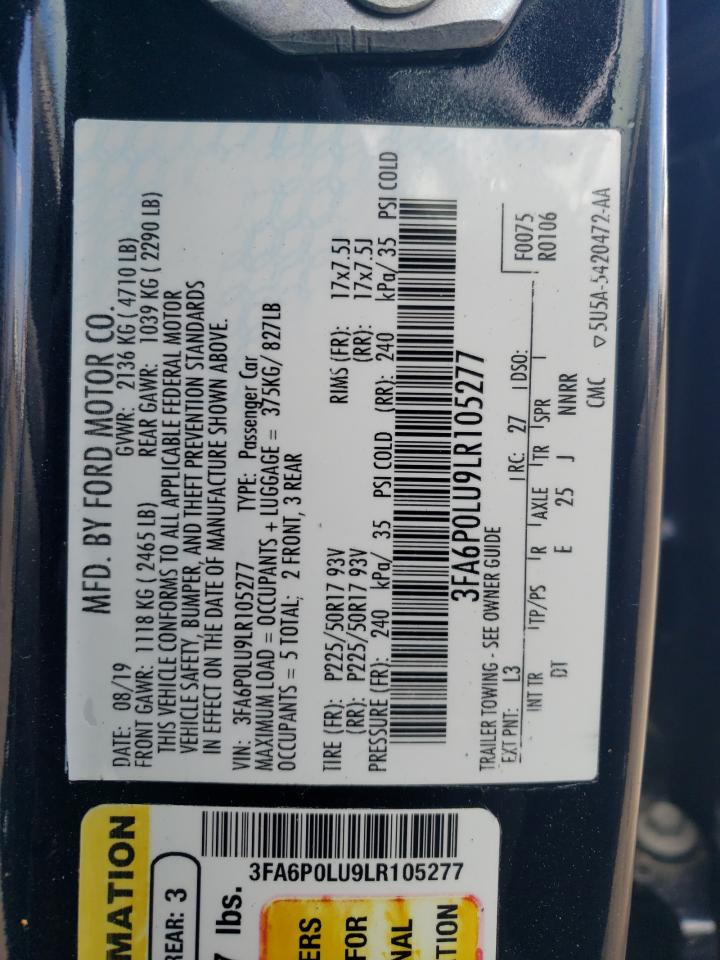 MFD. BY FORD MOTOR CO.
DATE: 08/19 GVWR: 2136 KG ( 4710 LB)
FRONT GAWR: 1118 KG ( 2465 LB) REAR GAWR: 1039 KG ( 2290 LB)
THIS VEHICLE CONFORMS TO ALL APPLICABLE FEDERAL MOTOR
VEHICLE SAFETY, BUMPER, AND THEFT PREVENTION STANDARDS
IN EFFECT ON THE DATE OF MANUFACTURE SHOWN ABOVE.
VIN: 3FA6P0LU9LR105277 TYPE: Passenger Car
MAXIMUM LOAD = OCCUPANTS + LUGGAGE = 375KG/ 827LB
OCCUPANTS = 5 TOTAL; 2 FRONT, 3 REAR
TIRE (FR): P225/50R17 93V RIMS (FR): 17x7.5J
(RR): P225/50R17 93V (RR): 17x7.5J
PRESSURE (FR): 240 kPa/ 35 PSI COLD (RR): 240 kPa/ 35 PSI COLD
3FA6P0LU9LR105277
TRAILER TOWING - SEE OWNER GUIDE F0075
EXT PNT: L3 RC: 27 DSO: R0106
INT TR TP/PS R AXLE TR SPR
DT E 25 J NNRR
CMC ▽5U5A-5420472-AA
3FA6P0LU9LR105277
MATION
REAR: 3
7 lbs.
ERS
FOR
NAL
TION